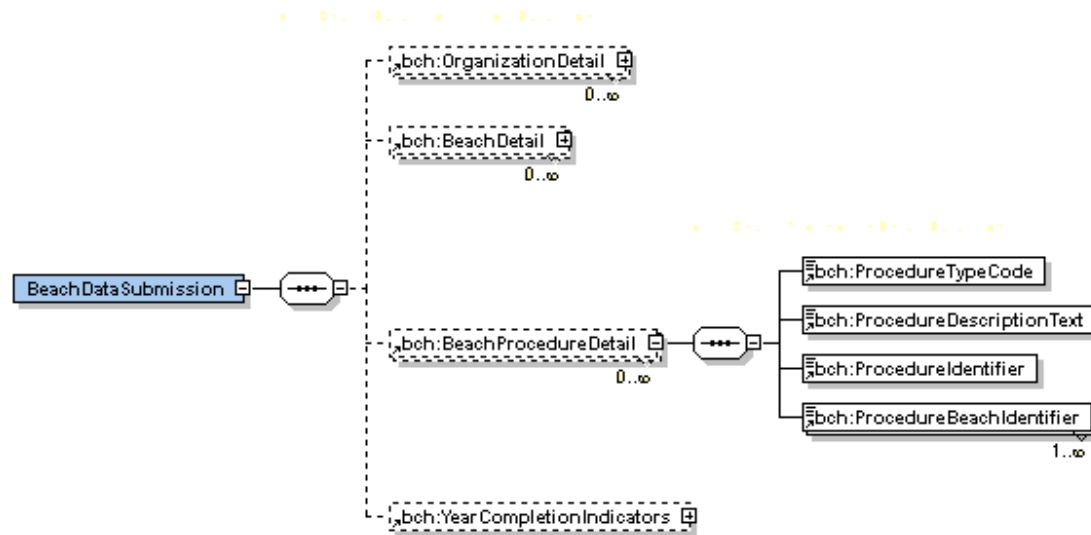 bch:OrganizationDetail
0..∞
bch:BeachDetail
0..∞
BeachDataSubmission
bch:BeachProcedureDetail
0..∞
bch:ProcedureTypeCode
bch:ProcedureDescriptionText
bch:ProcedureIdentifier
bch:ProcedureBeachIdentifier
1..∞
bch:YearCompletionIndicators